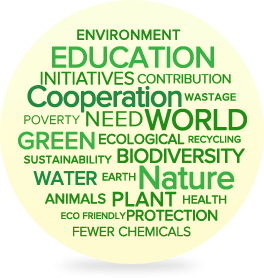 ENVIRONMENT
EDUCATION
INITIATIVES CONTRIBUTION
Cooperation WASTAGE
POVERTY NEED WORLD
GREEN ECOLOGICAL RECYCLING
SUSTAINABILITY BIODIVERSITY
WATER EARTH Nature
ANIMALS PLANT HEALTH
ECO FRIENDLY PROTECTION
FEWER CHEMICALS